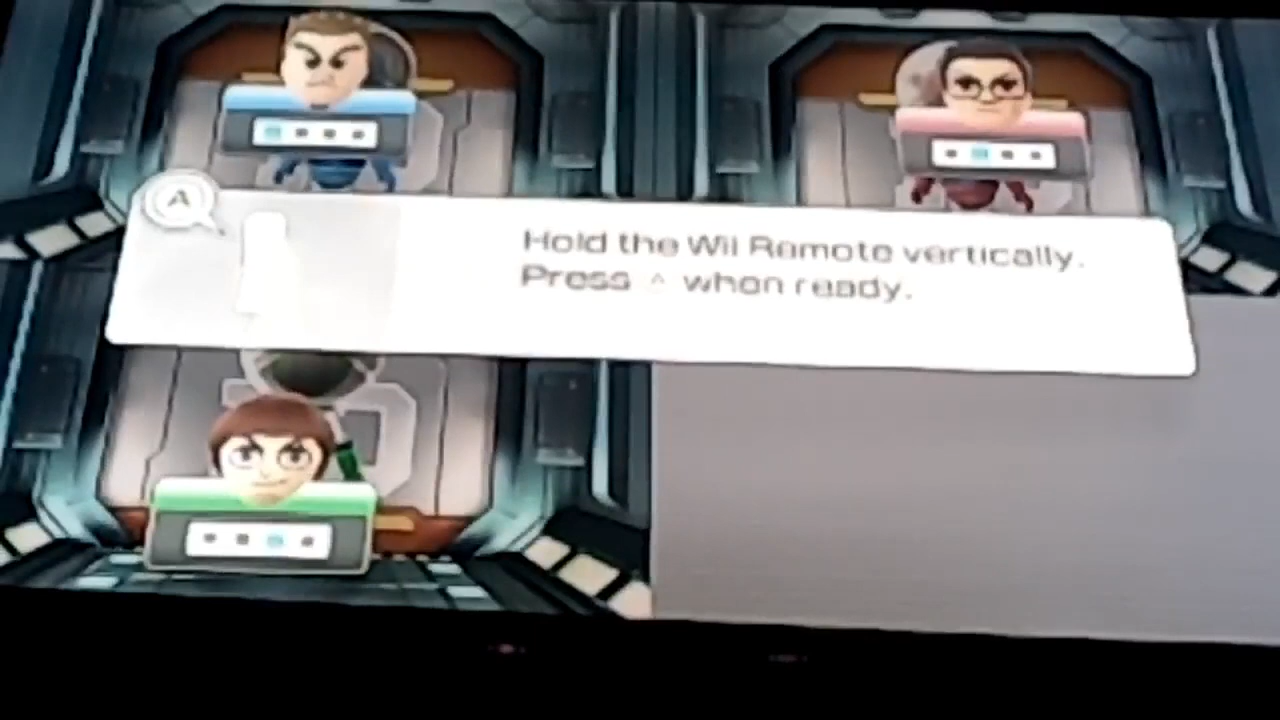 A
Hold the Wii Remote vertically.
Press when ready.